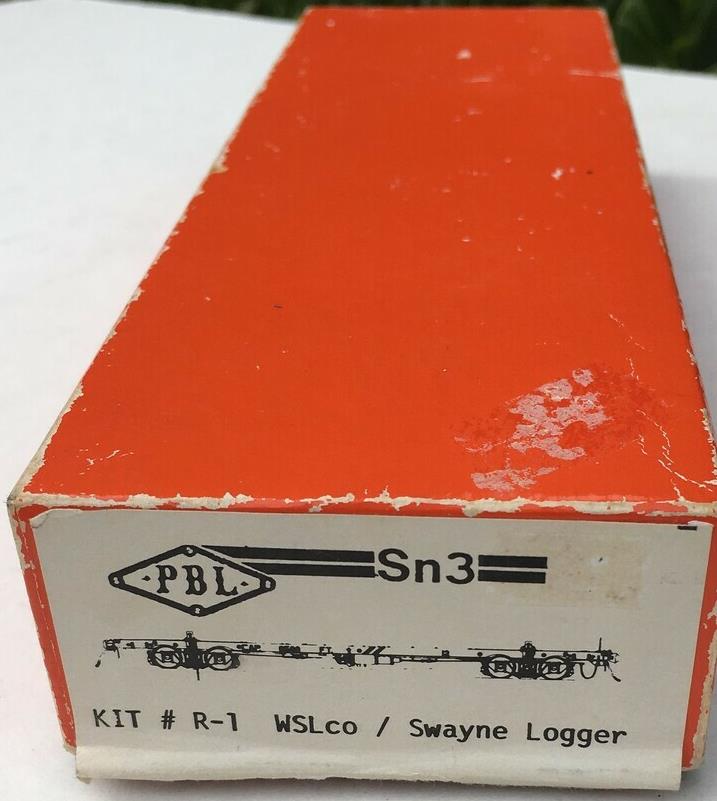 ·PBL· Sn3
KIT # R-1 WSLco / Swayne Logger